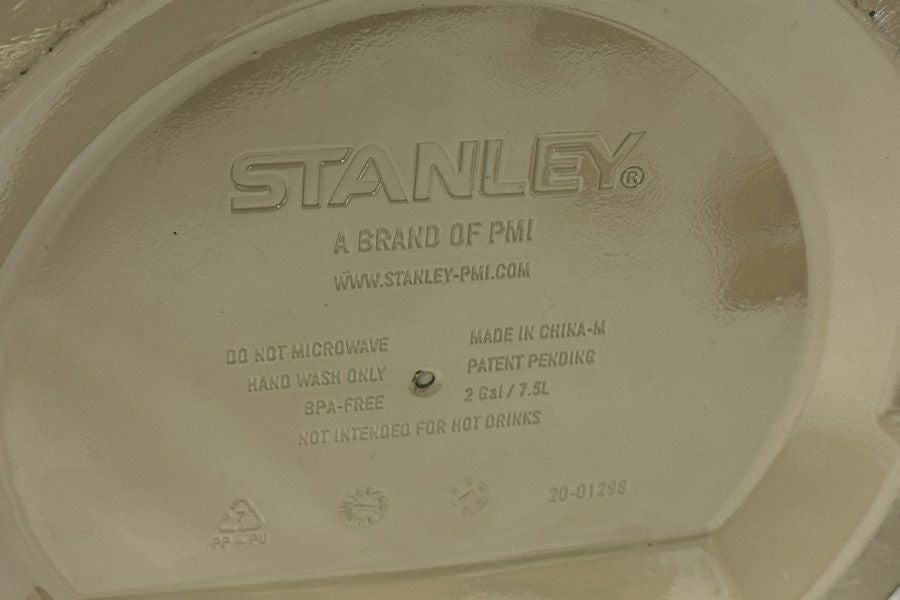 STANLEY®
A BRAND OF PMI
WWW.STANLEY-PMI.COM
DO NOT MICROWAVE
HAND WASH ONLY
BPA-FREE
MADE IN CHINA-M
PATENT PENDING
2 Gal / 7.5L
NOT INTENDED FOR HOT DRINKS
7
PP + PU
20-01298